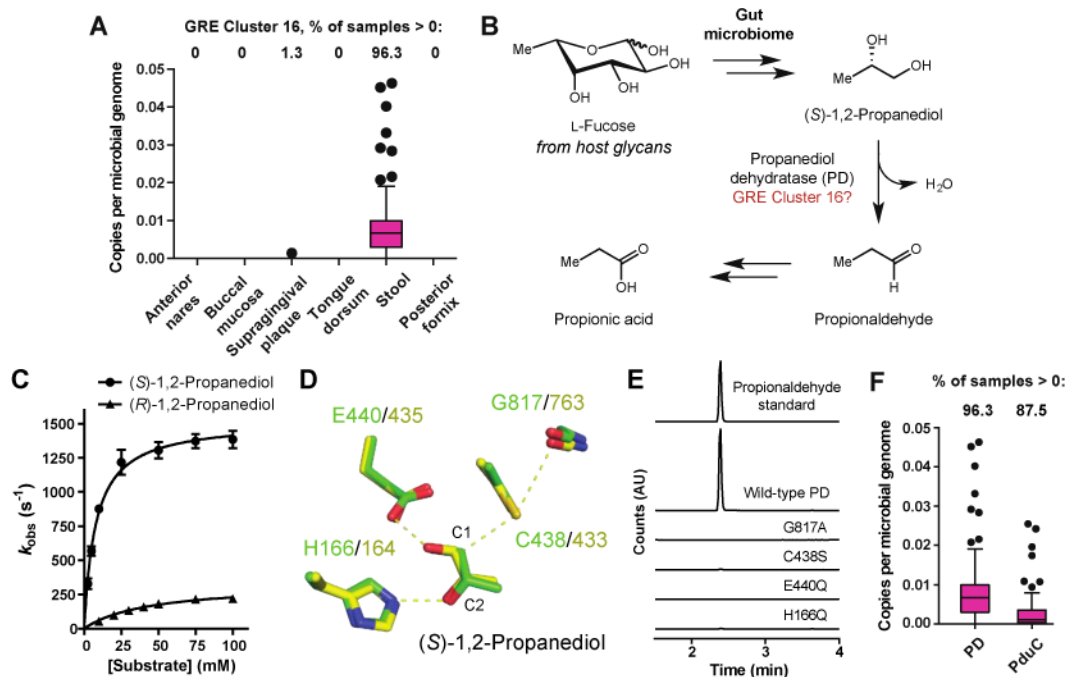 A
GRE Cluster 16, % of samples > 0:
0 0 1.3 0 96.3 0
Copies per microbial genome
0.05
0.04
0.03
0.02
0.01
0.00
Anterior nares
Buccal mucosa
Supragingival plaque
Tongue dorsum
Stool
Posterior fornix
B
Gut
microbiome
Me
OH
OH
OH
OH
O
L-Fucose
from host glycans
OH
Me
OH
(S)-1,2-Propanediol
Propanediol
dehydratase (PD)
GRE Cluster 16?
H₂O
Me
O
OH
Propionic acid
Me
O
H
Propionaldehyde
C
(S)-1,2-Propanediol
(R)-1,2-Propanediol
kobs (s⁻¹)
1500
1250
1000
750
500
250
0
0 25 50 75 100
[Substrate] (mM)
D
E440/435
G817/763
C1
C438/433
H166/164
C2
(S)-1,2-Propanediol
E
Counts (AU)
Propionaldehyde
standard
Wild-type PD
G817A
C438S
E440Q
H166Q
2 3 4
Time (min)
F
% of samples > 0:
96.3 87.5
Copies per microbial genome
0.05
0.04
0.03
0.02
0.01
0.00
PD
PduC